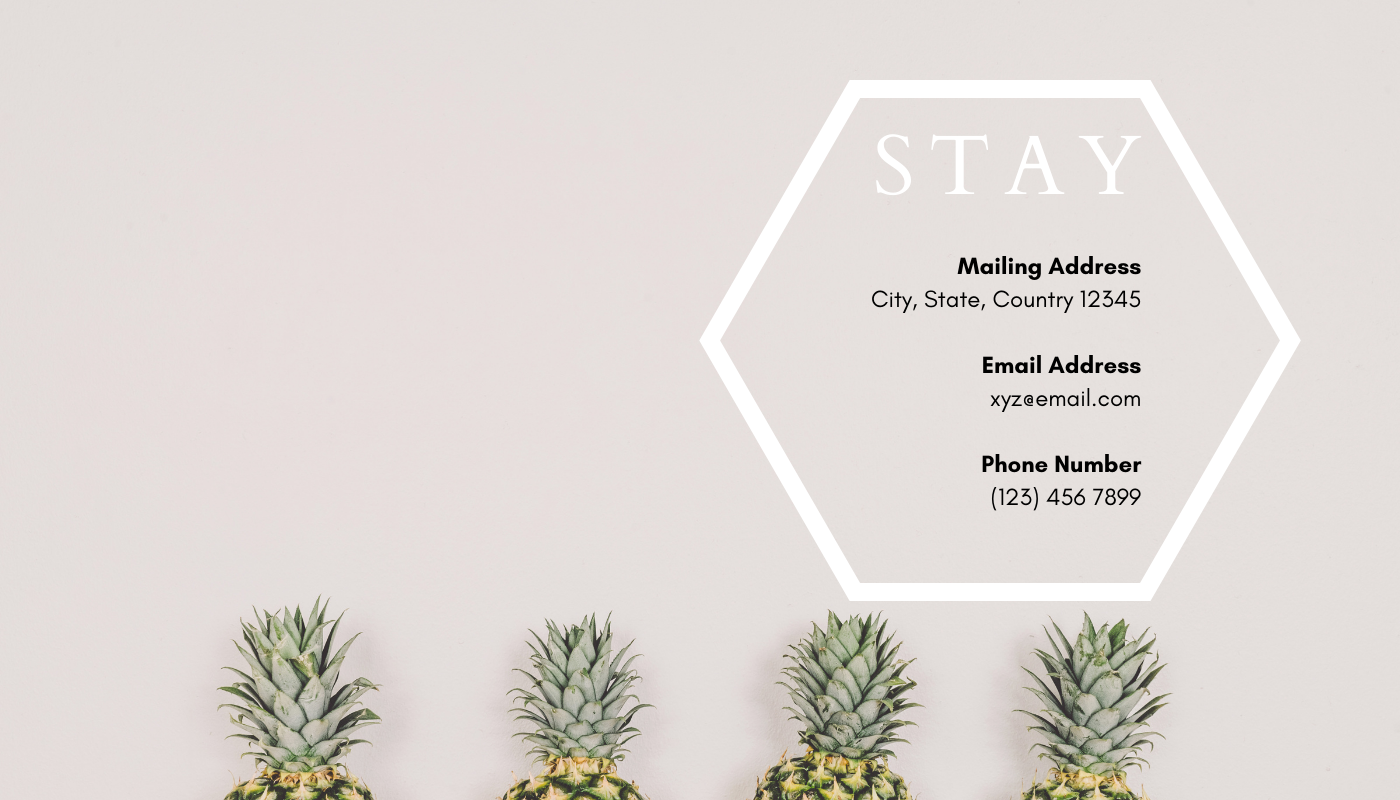 STAY
Mailing Address
City, State, Country 12345
Email Address
xyz@email.com
Phone Number
(123) 456 7899